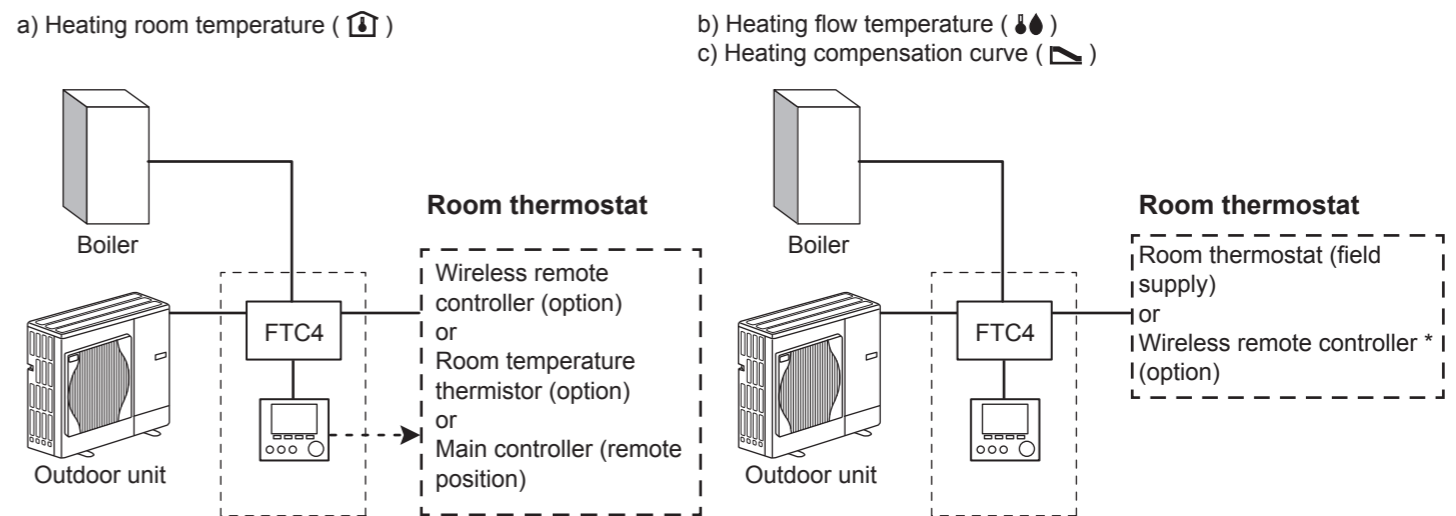 a) Heating room temperature ( )
Boiler
Outdoor unit
FTC4
Room thermostat
Wireless remote
controller (option)
or
Room temperature
thermistor (option)
or
Main controller (remote
position)
b) Heating flow temperature ( )
c) Heating compensation curve ( )
Boiler
Outdoor unit
FTC4
Room thermostat
Room thermostat (field
supply)
or
Wireless remote controller *
(option)